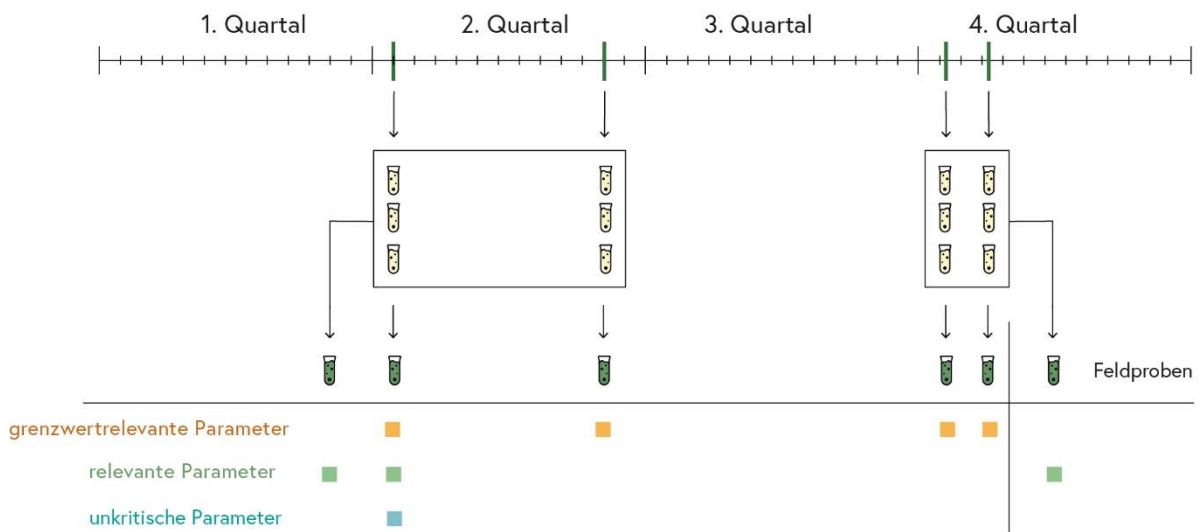 1. Quartal
2. Quartal
3. Quartal
4. Quartal
Feldproben
grenzwertrelevante Parameter
relevante Parameter
unkritische Parameter